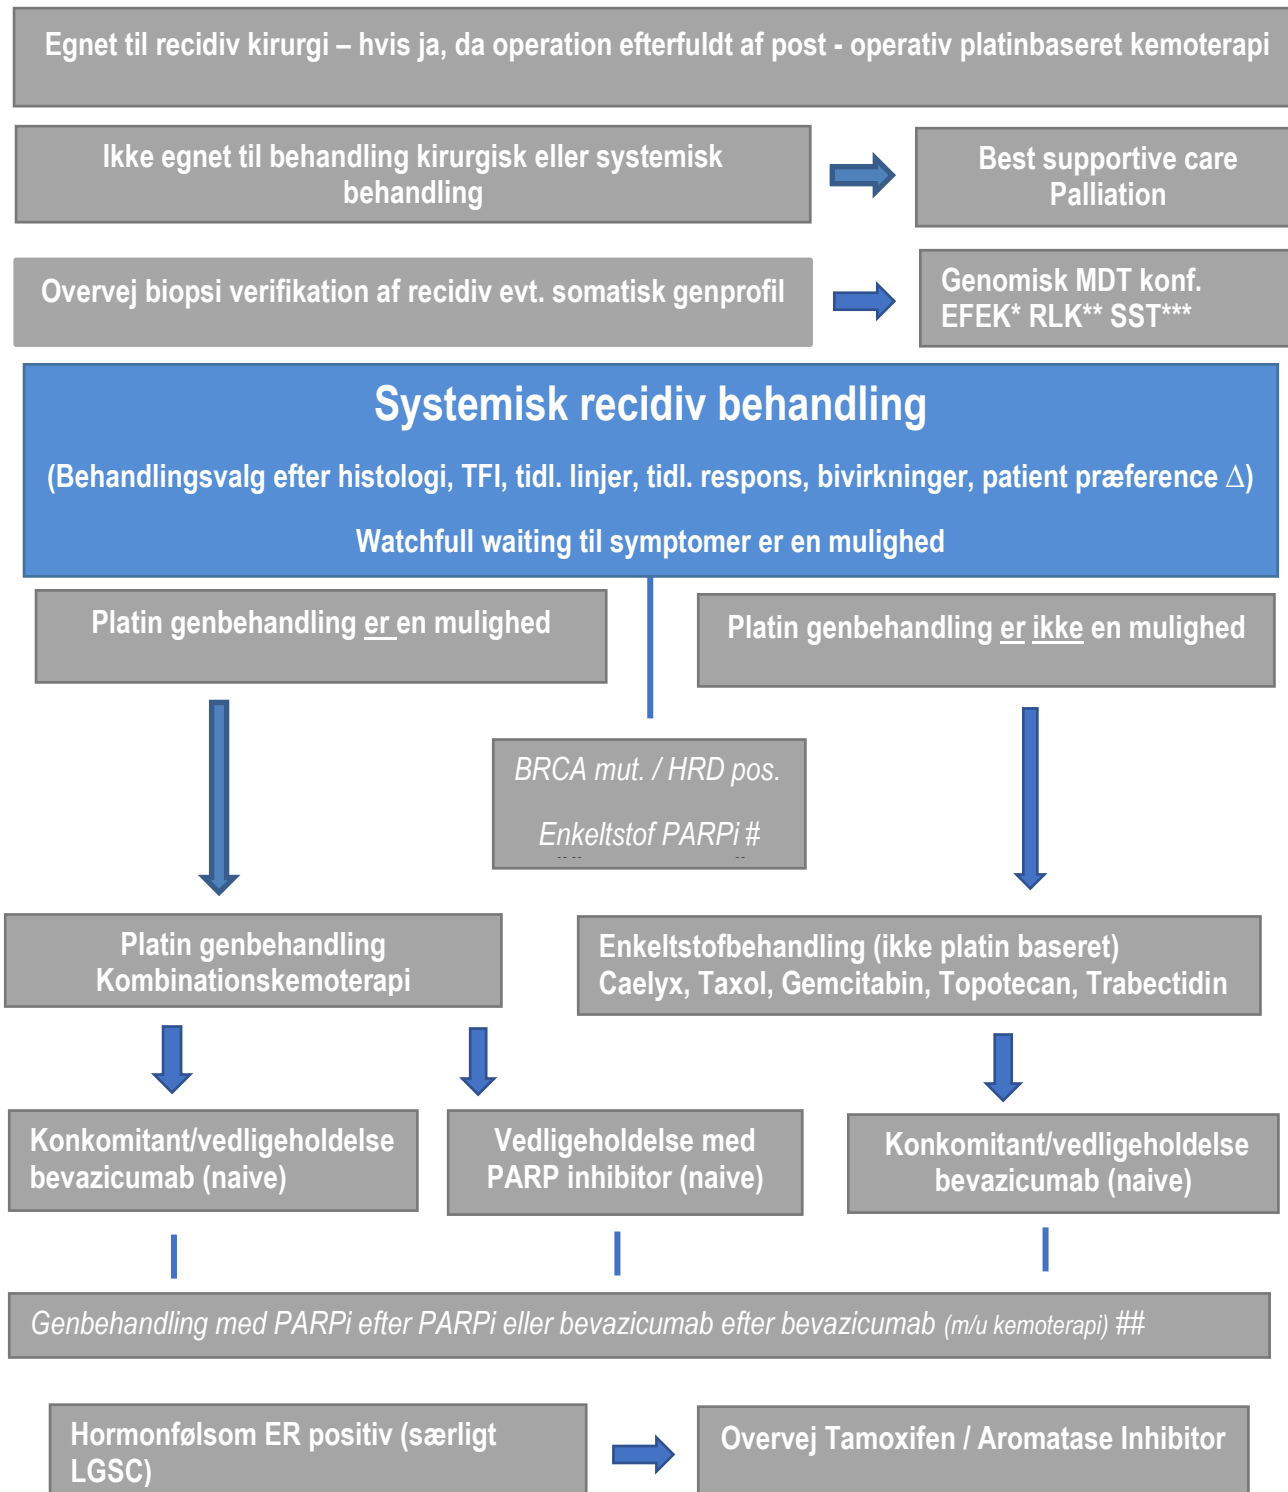 Egnet til recidiv kirurgi – hvis ja, da operation efterfuldt af post - operativ platinbaseret kemoterapi
Ikke egnet til behandling kirurgisk eller systemisk
behandling
Best supportive care
Palliation
Overvej biopsi verifikation af recidiv evt. somatisk genprofil
Genomisk MDT konf.
EFEK* RLK** SST***
Systemisk recidiv behandling
(Behandlingsvalg efter histologi, TFI, tidl. linjer, tidl. respons, bivirkninger, patient præference Δ)
Watchfull waiting til symptomer er en mulighed
Platin genbehandling er en mulighed
Platin genbehandling er ikke en mulighed
BRCA mut. / HRD pos.
Enkeltstof PARPi #
Platin genbehandling
Kombinationskemoterapi
Enkeltstofbehandling (ikke platin baseret)
Caelyx, Taxol, Gemcitabin, Topotecan, Trabectidin
Konkomitant/vedligeholdelse
bevazicumab (naive)
Vedligeholdelse med
PARP inhibitor (naive)
Konkomitant/vedligeholdelse
bevazicumab (naive)
Genbehandling med PARPi efter PARPi eller bevazicumab efter bevazicumab (m/u kemoterapi) ##
Hormonfølsom ER positiv (særligt
LGSC)
Overvej Tamoxifen / Aromatase Inhibitor